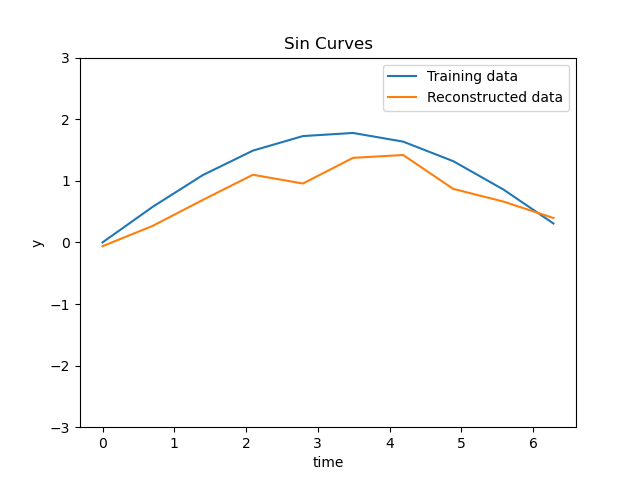 Sin Curves
Training data
Reconstructed data
y
3
2
1
0
−1
−2
−3
0 1 2 3 4 5 6
time